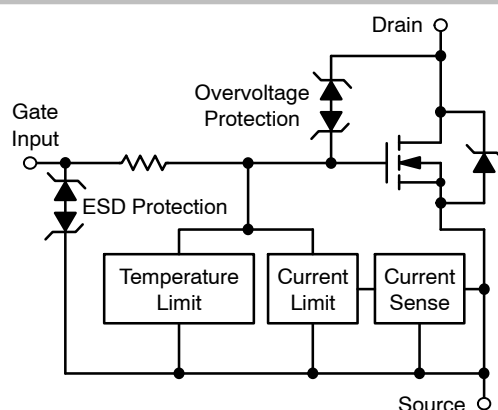 Drain
Overvoltage
Protection
Gate
Input
ESD Protection
Temperature
Limit
Current
Limit
Current
Sense
Source